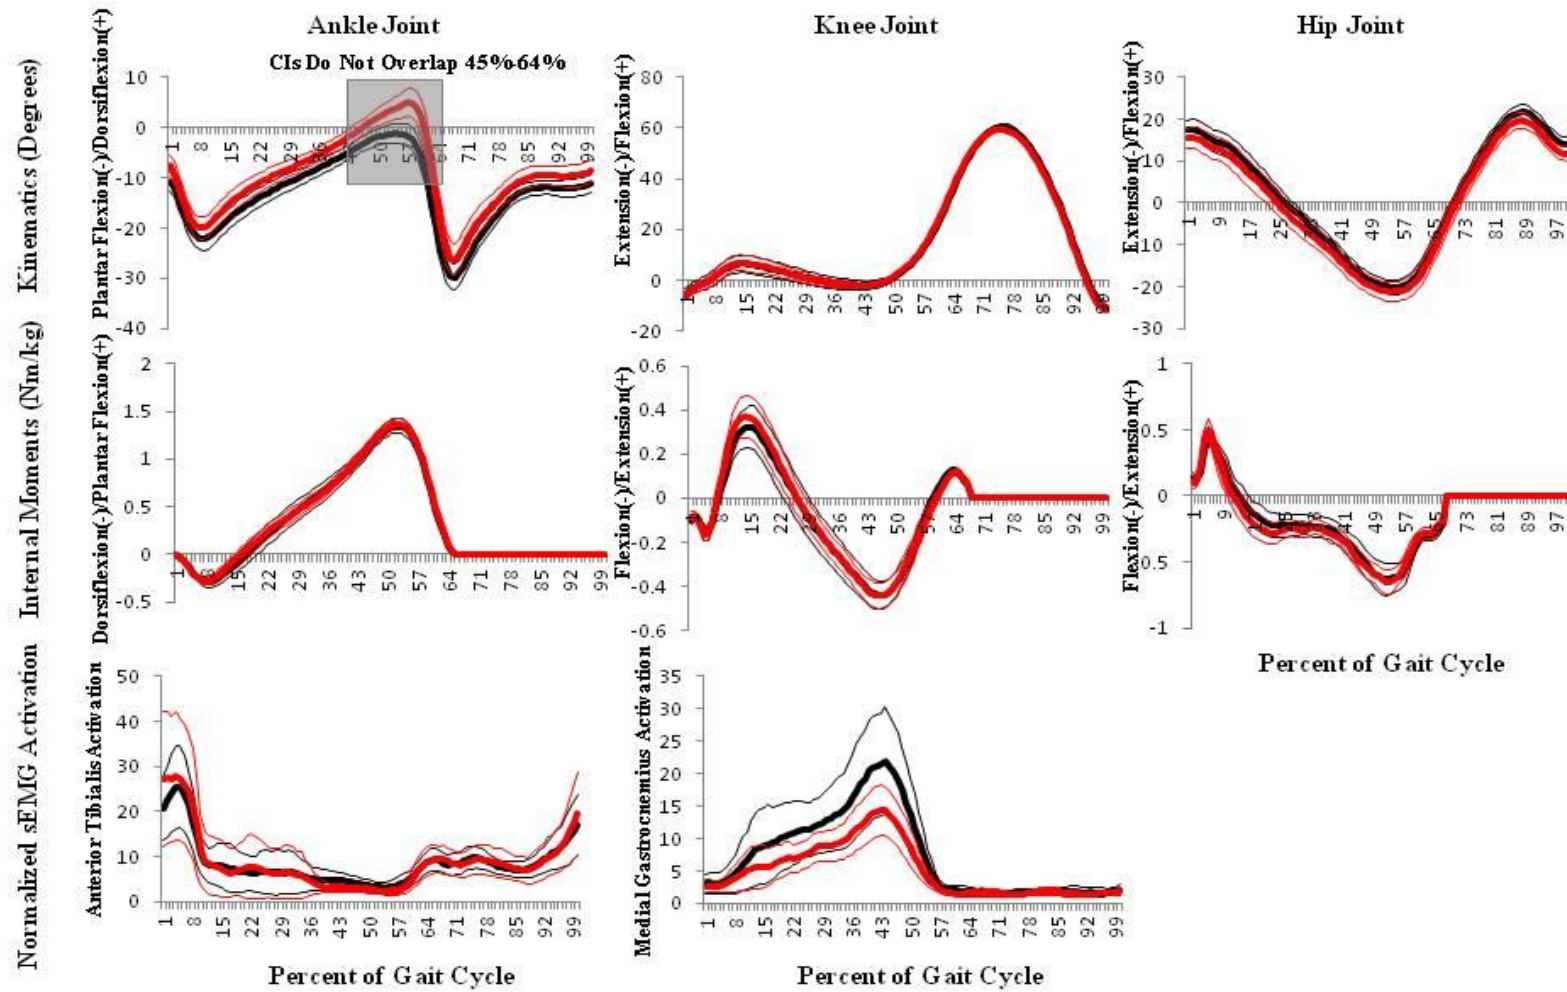 Ankle Joint
Knee Joint
Hip Joint
CIs Do Not Overlap 45%-64%
Kinematics (Degrees)
Plantar Flexion(-)/Dorsiflexion(+)
10
0
-10
-20
-30
-40
1 8 15 22 29 36 50 57 64 71 78 85 92 99
Extension(-)/Flexion(+)
80
60
40
20
0
-20
1 8 15 22 29 36 43 50 57 64 71 78 85 92 99
Extension(-)/Flexion(+)
30
20
10
0
-10
-20
-30
1 9 17 25 33 41 49 57 65 73 81 89 97
Internal Moments (Nm/kg)
Dorsiflexion(-)/Plantar Flexion(+)
2
1.5
1
0.5
0
-0.5
1 8 15 22 29 36 43 50 57 64 71 78 85 92 99
Flexion(-)/Extension(+)
0.6
0.4
0.2
0
-0.2
-0.4
-0.6
1 8 15 22 29 36 43 50 57 64 71 78 85 92 99
Flexion(-)/Extension(+)
1
0.5
0
-0.5
-1
1 9 25 33 41 49 57 65 73 81 89 97
Percent of Gait Cycle
Normalized sEMG Activation
Anterior Tibialis Activation
50
40
30
20
10
0
1 8 15 22 29 36 43 50 57 64 71 78 85 92 99
Percent of Gait Cycle
Medial Gastrocnemius Activation
35
30
25
20
15
10
5
0
1 8 15 22 29 36 43 50 57 64 71 78 85 92 99
Percent of Gait Cycle